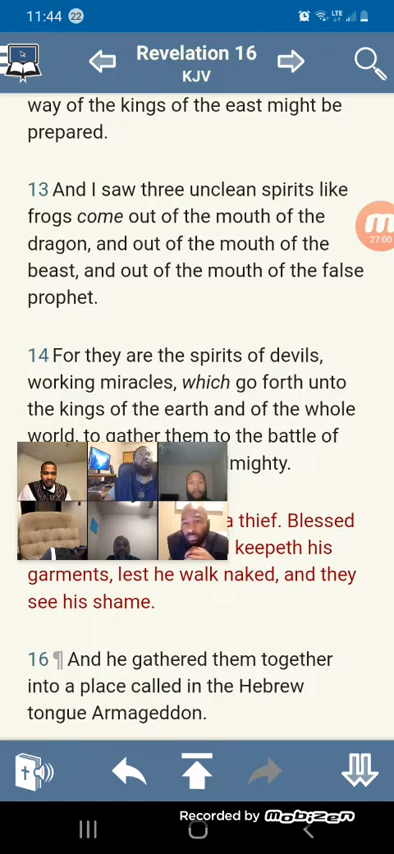 11:44 22 LTE
Revelation 16
KJV
way of the kings of the east might be
prepared.
13 And I saw three unclean spirits like
frogs come out of the mouth of the
dragon, and out of the mouth of the
beast, and out of the mouth of the false
prophet.
27:00
14 For they are the spirits of devils,
working miracles, which go forth unto
the kings of the earth and of the whole
world, to gather them to the battle of
mighty.
a thief. Blessed
keepeth his
garments, lest he walk naked, and they
see his shame.
16 ¶ And he gathered them together
into a place called in the Hebrew
tongue Armageddon.
Recorded by mobizen